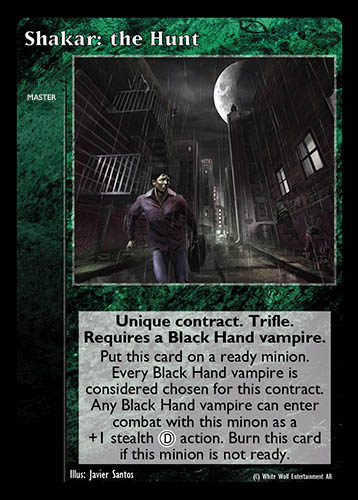 Shakar: the Hunt
MASTER
Unique contract. Trifle.
Requires a Black Hand vampire.
Put this card on a ready minion.
Every Black Hand vampire is
considered chosen for this contract.
Any Black Hand vampire can enter
combat with this minon as a
+1 stealth Ⓓ action. Burn this card
if this minion is not ready.
Illus: Javier Santos
(C) White Wolf Entertainment AB